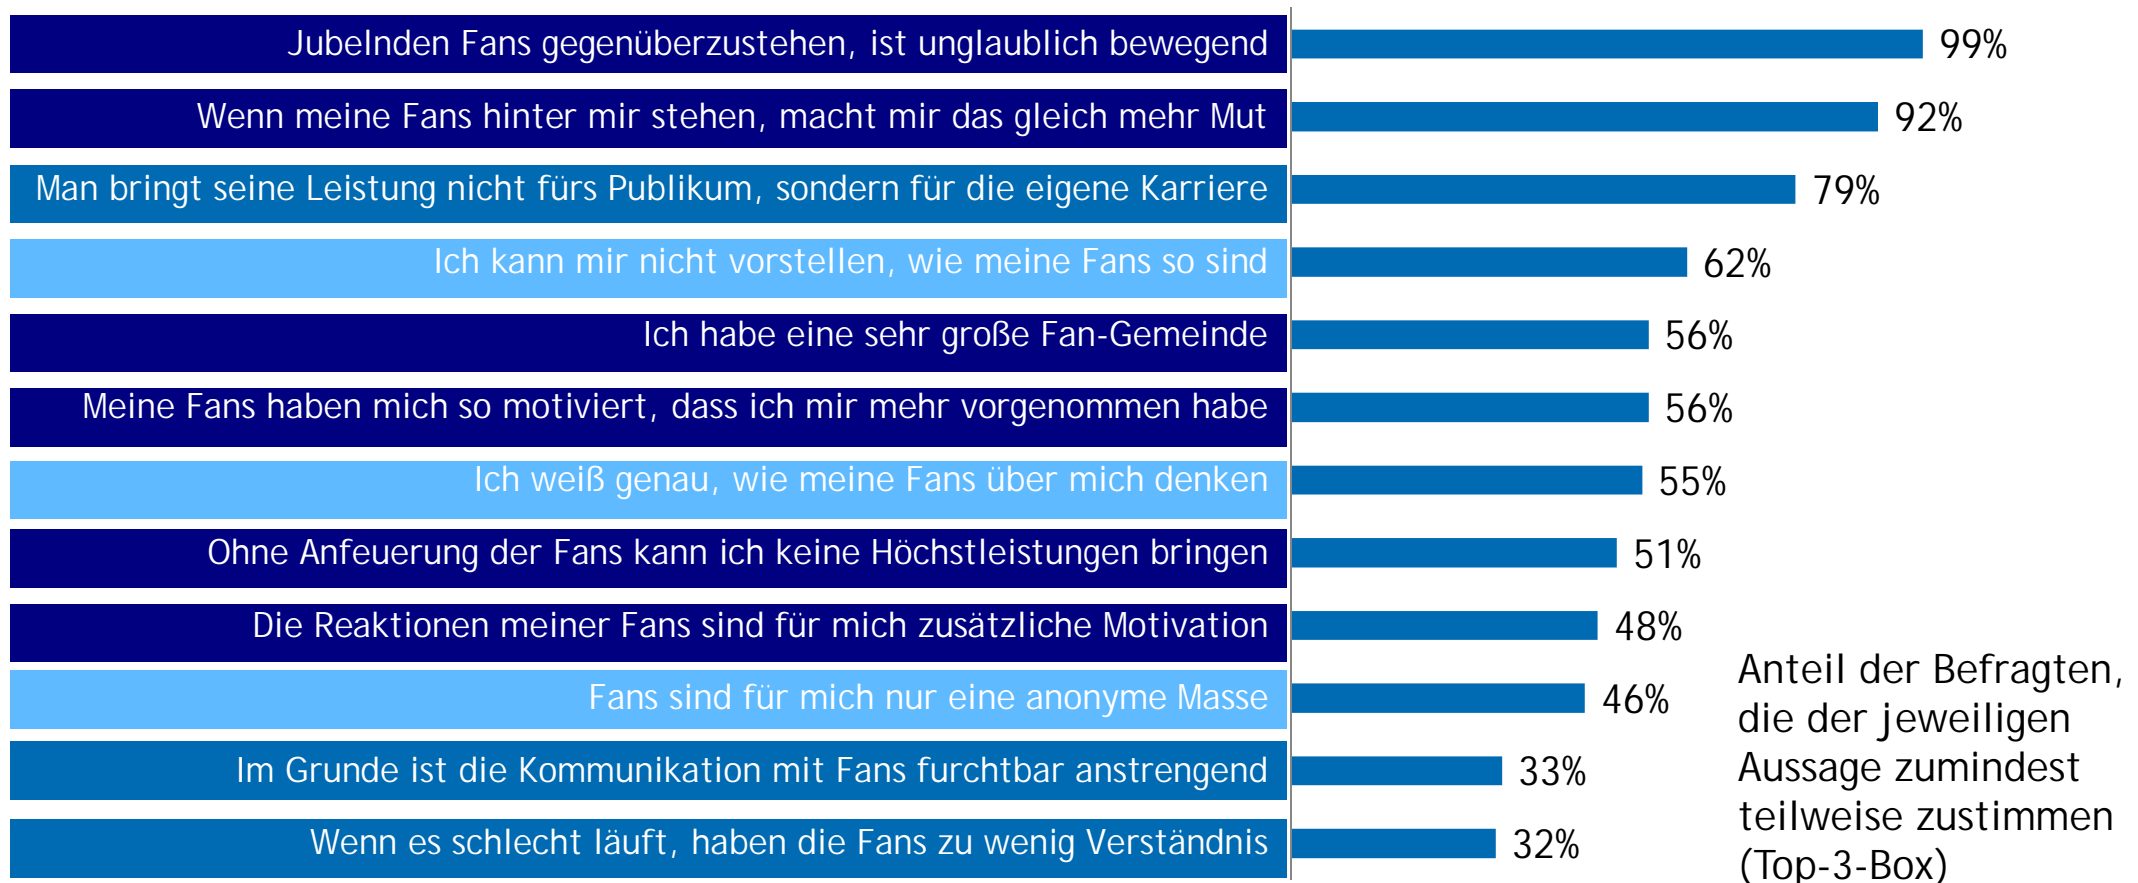 Jubelnden Fans gegenüberzustehen, ist unglaublich bewegend 99%
Wenn meine Fans hinter mir stehen, macht mir das gleich mehr Mut 92%
Man bringt seine Leistung nicht fürs Publikum, sondern für die eigene Karriere 79%
Ich kann mir nicht vorstellen, wie meine Fans so sind 62%
Ich habe eine sehr große Fan-Gemeinde 56%
Meine Fans haben mich so motiviert, dass ich mir mehr vorgenommen habe 56%
Ich weiß genau, wie meine Fans über mich denken 55%
Ohne Anfeuerung der Fans kann ich keine Höchstleistungen bringen 51%
Die Reaktionen meiner Fans sind für mich zusätzliche Motivation 48%
Fans sind für mich nur eine anonyme Masse 46%
Im Grunde ist die Kommunikation mit Fans furchtbar anstrengend 33%
Wenn es schlecht läuft, haben die Fans zu wenig Verständnis 32%
Anteil der Befragten,
die der jeweiligen
Aussage zumindest
teilweise zustimmen
(Top-3-Box)